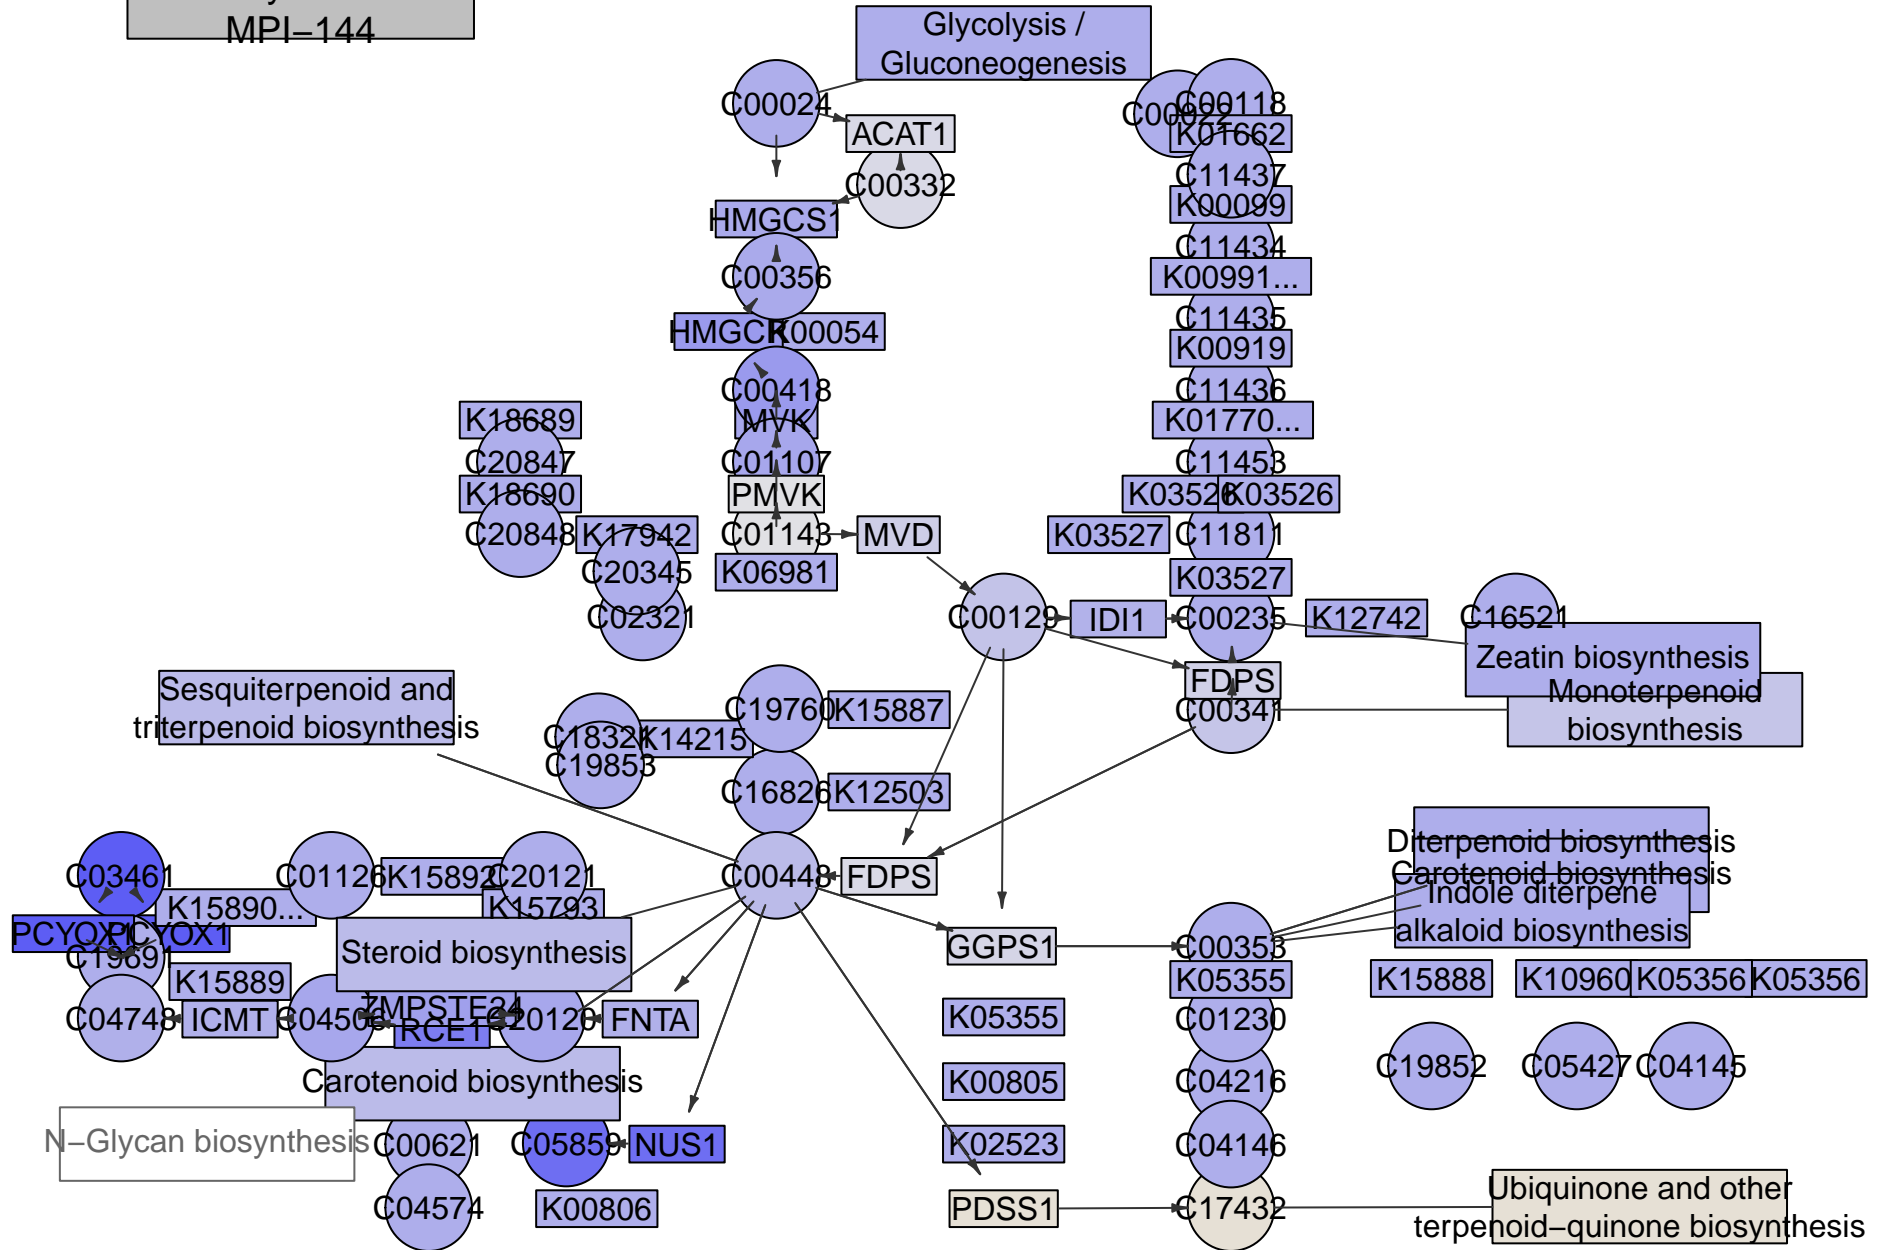 MPI−144
Glycolysis /
Gluconeogenesis
C00024
C00118
C00022
ACAT1
K01662
C11437
C00332
K00099
HMGCS1
C11434
C00356
K00991...
C11435
HMGCR
K00054
K00919
C00418
C11436
K18689
MVK
K01770...
C20847
C01107
C11453
K18690
PMVK
K03526
K03526
C20848
K17942
C01143
MVD
K03527
C11811
C20345
K06981
K03527
C02321
C00129
IDI1
C00235
K12742
C16521
Zeatin biosynthesis
Sesquiterpenoid and
triterpenoid biosynthesis
FDPS
Monoterpenoid
biosynthesis
C19760
K15887
C00341
C18321
K14215
C19853
C16826
K12503
Diterpenoid biosynthesis
Carotenoid biosynthesis
Indole diterpene
alkaloid biosynthesis
C03461
C01126
K15892
C20121
C00448
FDPS
K15890...
K15793
PCYOX1
PCYOX1
C19691
Steroid biosynthesis
GGPS1
C00353
K15889
K05355
K15888
K10960
K05356
K05356
C04748
ICMT
C04506
ZMPSTE24
RCE1
C20120
FNTA
K05355
C01230
C19852
C05427
C04145
Carotenoid biosynthesis
K00805
C04216
N−Glycan biosynthesis
C00621
C05859
NUS1
K02523
C04146
C04574
K00806
PDSS1
C17432
Ubiquinone and other
terpenoid−quinone biosynthesis